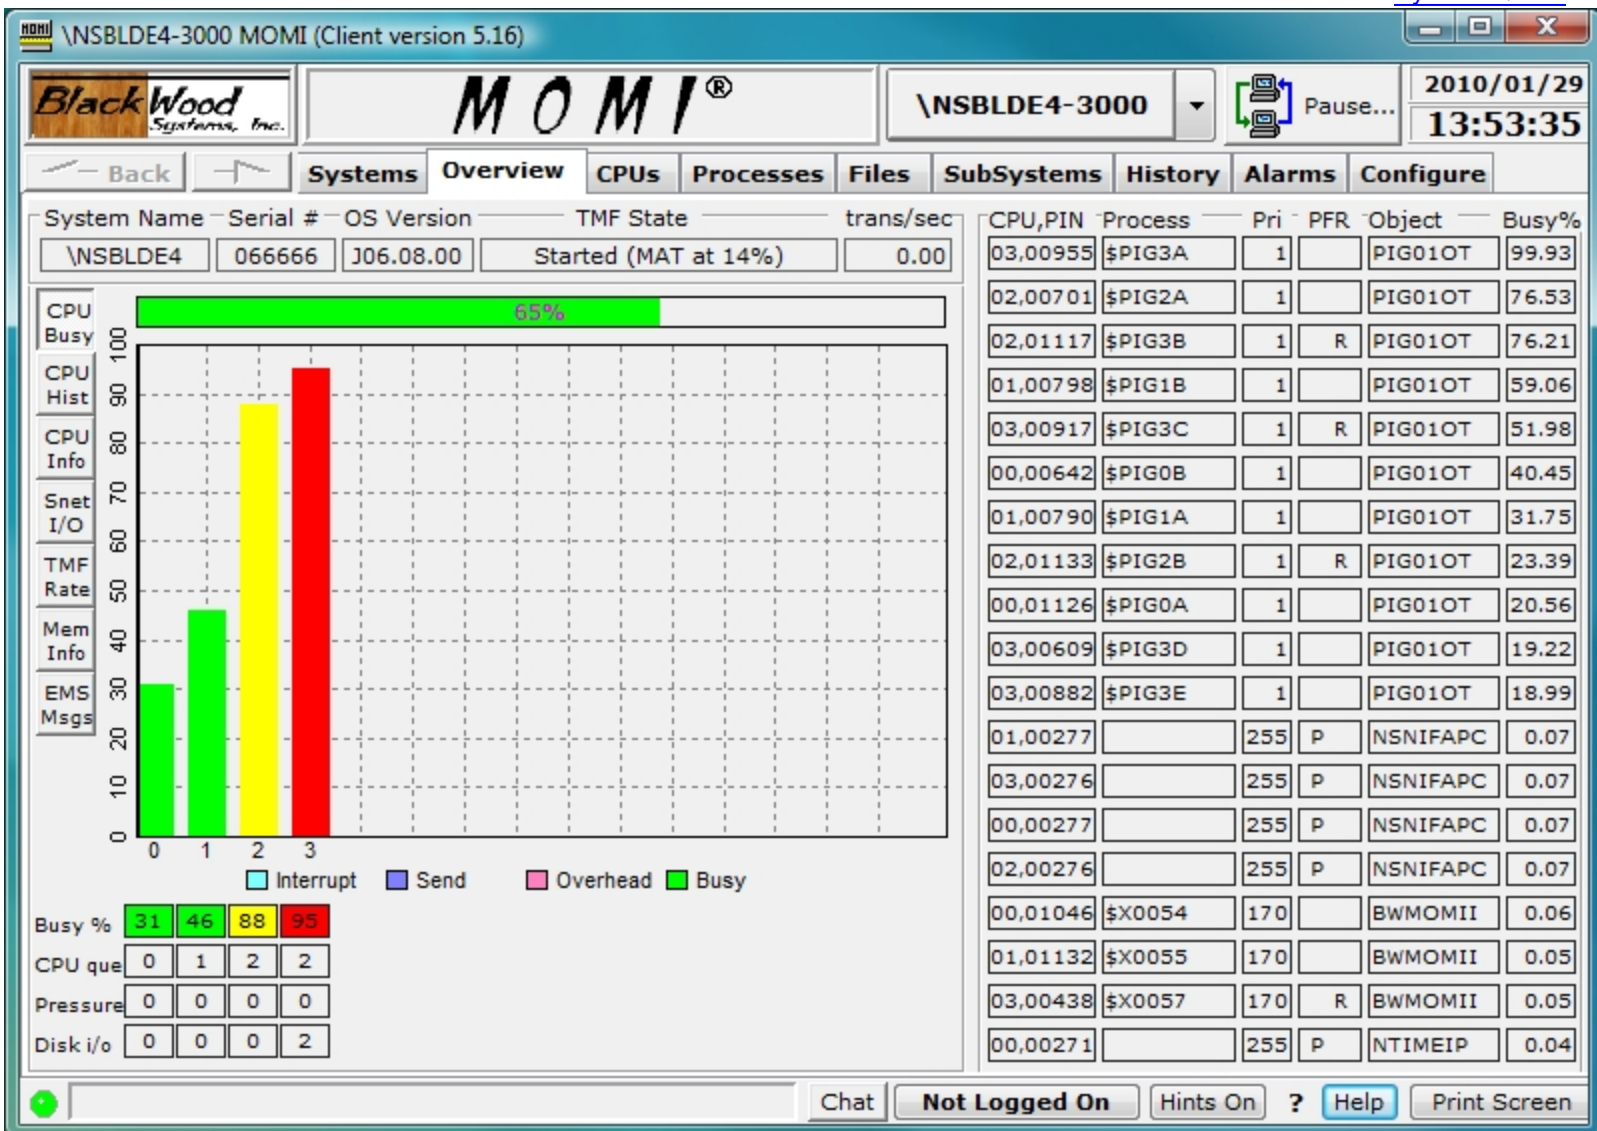 \NSBLDE4-3000 MOMI (Client version 5.16)
BlackWood Systems, Inc.
MOMI®
\NSBLDE4-3000
Pause...
2010/01/29
13:53:35
Back
Systems Overview CPUs Processes Files SubSystems History Alarms Configure
System Name Serial # OS Version TMF State trans/sec
\NSBLDE4 066666 J06.08.00 Started (MAT at 14%) 0.00
CPU Busy
CPU Hist
CPU Info
Snet I/O
TMF Rate
Mem Info
EMS Msgs
65%
100
90
80
70
60
50
40
30
20
10
0
0 1 2 3
Interrupt Send Overhead Busy
Busy % 31 46 88 95
CPU que 0 1 2 2
Pressure 0 0 0 0
Disk i/o 0 0 0 2
CPU,PIN Process Pri PFR Object Busy%
03,00955 $PIG3A 1 PIG01OT 99.93
02,00701 $PIG2A 1 PIG01OT 76.53
02,01117 $PIG3B 1 R PIG01OT 76.21
01,00798 $PIG1B 1 PIG01OT 59.06
03,00917 $PIG3C 1 R PIG01OT 51.98
00,00642 $PIG0B 1 PIG01OT 40.45
01,00790 $PIG1A 1 PIG01OT 31.75
02,01133 $PIG2B 1 R PIG01OT 23.39
00,01126 $PIG0A 1 PIG01OT 20.56
03,00609 $PIG3D 1 PIG01OT 19.22
03,00882 $PIG3E 1 PIG01OT 18.99
01,00277 255 P NSNIFAPC 0.07
03,00276 255 P NSNIFAPC 0.07
00,00277 255 P NSNIFAPC 0.07
02,00276 255 P NSNIFAPC 0.07
00,01046 $X0054 170 BWMOMII 0.06
01,01132 $X0055 170 BWMOMII 0.05
03,00438 $X0057 170 R BWMOMII 0.05
00,00271 255 P NTIMEIP 0.04
Chat Not Logged On Hints On ? Help Print Screen